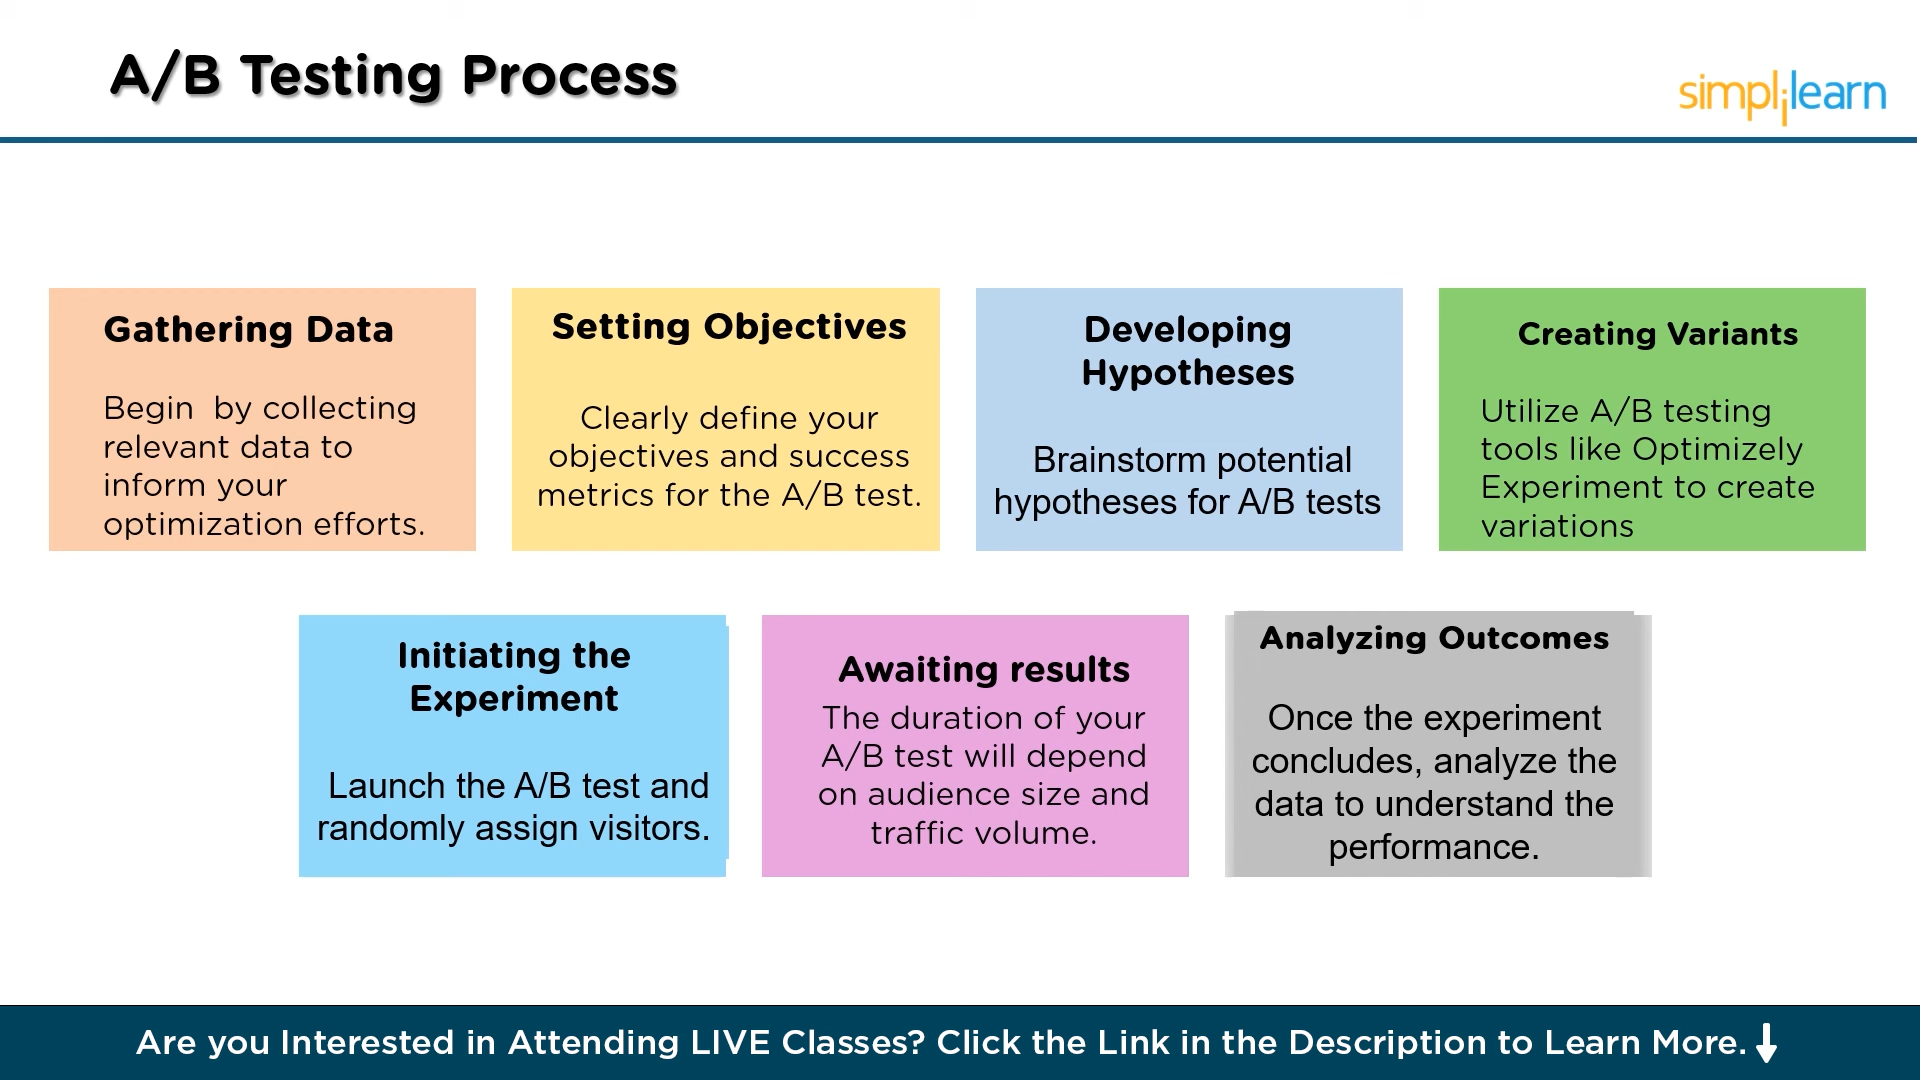 A/B Testing Process
simplilearn
Gathering Data
Begin by collecting
relevant data to
inform your
optimization efforts.
Setting Objectives
Clearly define your
objectives and success
metrics for the A/B test.
Developing
Hypotheses
Brainstorm potential
hypotheses for A/B tests
Creating Variants
Utilize A/B testing
tools like Optimizely
Experiment to create
variations
Initiating the
Experiment
Launch the A/B test and
randomly assign visitors.
Awaiting results
The duration of your
A/B test will depend
on audience size and
traffic volume.
Analyzing Outcomes
Once the experiment
concludes, analyze the
data to understand the
performance.
Are you Interested in Attending LIVE Classes? Click the Link in the Description to Learn More.